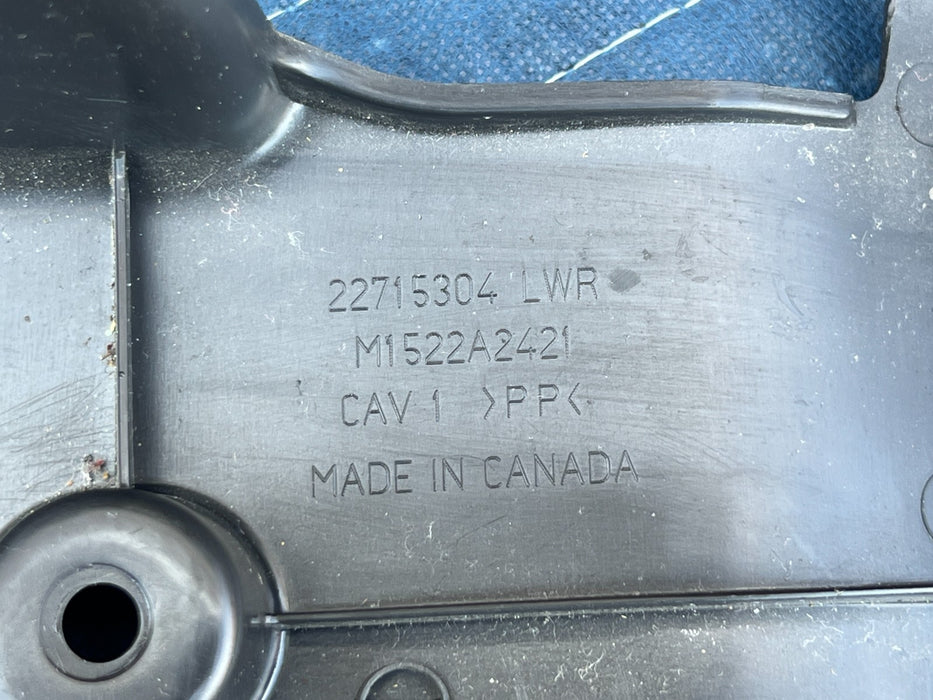 22715304 LWR
M1522A2421
CAV 1 >PP<
MADE IN CANADA